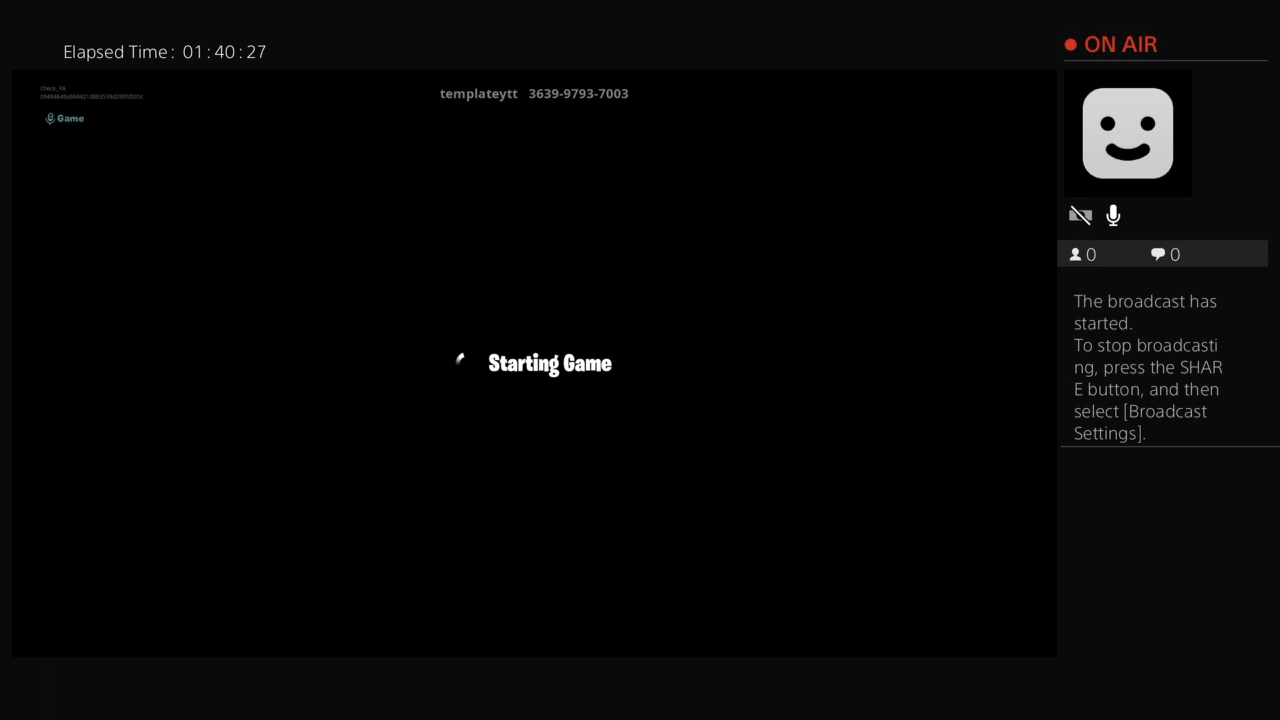 Elapsed Time: 01:40:27
ON AIR
Check_YA
templateytt 3639-9793-7003
Game
0
0
The broadcast has
started.
To stop broadcasti
ng, press the SHAR
E button, and then
select [Broadcast
Settings].
Starting Game